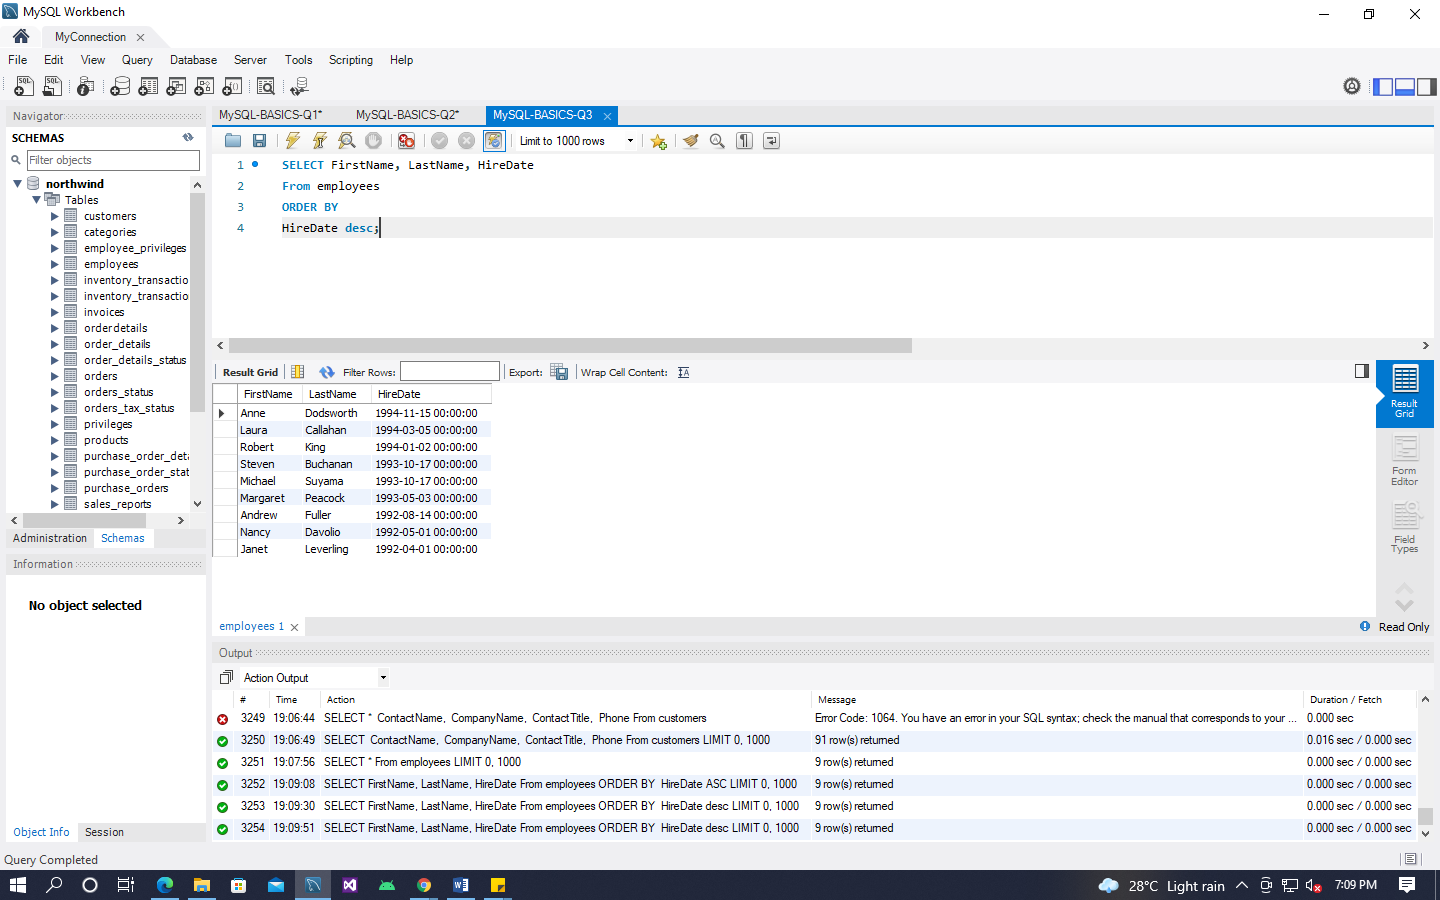 MySQL Workbench
MyConnection
File Edit View Query Database Server Tools Scripting Help
Navigator
SCHEMAS
Filter objects
northwind
Tables
customers
categories
employee_privileges
employees
inventory_transactio
inventory_transactio
invoices
orderdetails
order_details
order_details_status
orders
orders_status
orders_tax_status
privileges
products
purchase_order_deta
purchase_order_stat
purchase_orders
sales_reports
Administration Schemas
Information
No object selected
Object Info Session
MySQL-BASICS-Q1* MySQL-BASICS-Q2* MySQL-BASICS-Q3
Limit to 1000 rows
1 SELECT FirstName, LastName, HireDate
2 From employees
3 ORDER BY
4 HireDate desc;
Result Grid Filter Rows: Export: Wrap Cell Content:
FirstName LastName HireDate
Anne Dodsworth 1994-11-15 00:00:00
Laura Callahan 1994-03-05 00:00:00
Robert King 1994-01-02 00:00:00
Steven Buchanan 1993-10-17 00:00:00
Michael Suyama 1993-10-17 00:00:00
Margaret Peacock 1993-05-03 00:00:00
Andrew Fuller 1992-08-14 00:00:00
Nancy Davolio 1992-05-01 00:00:00
Janet Leverling 1992-04-01 00:00:00
Result
Grid
Form
Editor
Field
Types
employees 1
Read Only
Output
Action Output
# Time Action Message Duration / Fetch
3249 19:06:44 SELECT * ContactName, CompanyName, ContactTitle, Phone From customers Error Code: 1064. You have an error in your SQL syntax; check the manual that corresponds to your ... 0.000 sec
3250 19:06:49 SELECT ContactName, CompanyName, ContactTitle, Phone From customers LIMIT 0, 1000 91 row(s) returned 0.016 sec / 0.000 sec
3251 19:07:56 SELECT * From employees LIMIT 0, 1000 9 row(s) returned 0.000 sec / 0.000 sec
3252 19:09:08 SELECT FirstName, LastName, HireDate From employees ORDER BY HireDate ASC LIMIT 0, 1000 9 row(s) returned 0.000 sec / 0.000 sec
3253 19:09:30 SELECT FirstName, LastName, HireDate From employees ORDER BY HireDate desc LIMIT 0, 1000 9 row(s) returned 0.000 sec / 0.000 sec
3254 19:09:51 SELECT FirstName, LastName, HireDate From employees ORDER BY HireDate desc LIMIT 0, 1000 9 row(s) returned 0.000 sec / 0.000 sec
Query Completed
28°C Light rain 7:09 PM